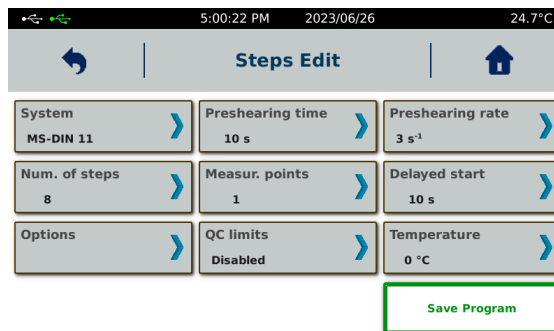 5:00:22 PM 2023/06/26 24.7°C
Steps Edit
System Preshearing time Preshearing rate
MS-DIN 11 10 s 3 s⁻¹
Num. of steps Measur. points Delayed start
8 1 10 s
Options QC limits Temperature
Disabled 0 °C
Save Program